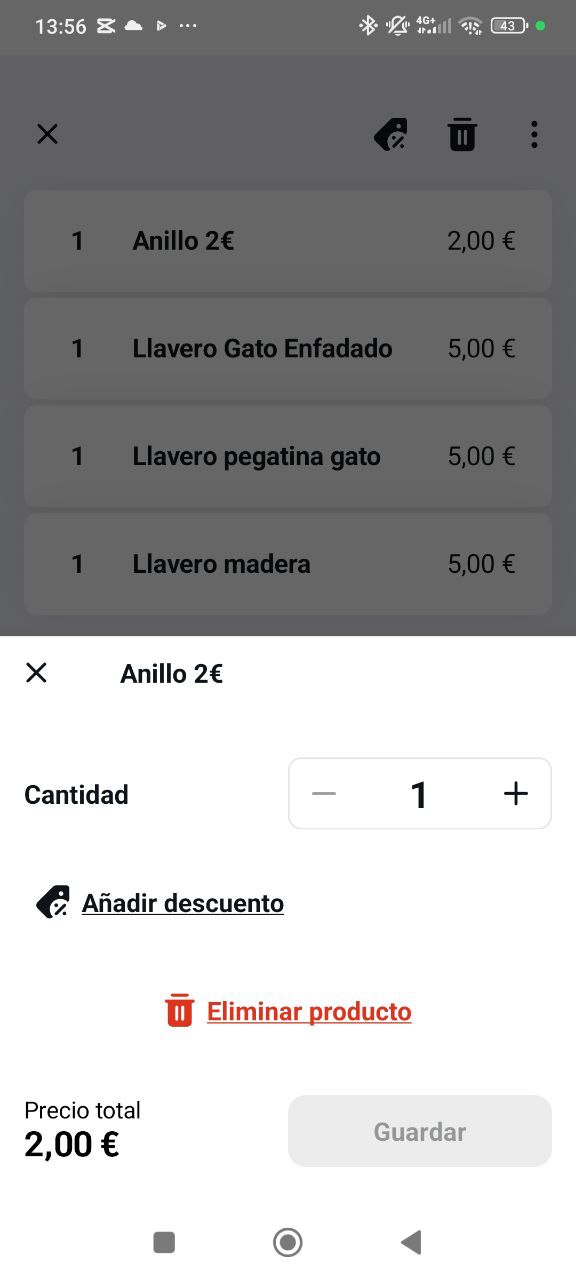 13:56
4G+
43
1 Anillo 2€ 2,00 €
1 Llavero Gato Enfadado 5,00 €
1 Llavero pegatina gato 5,00 €
1 Llavero madera 5,00 €
Anillo 2€
Cantidad 1
Añadir descuento
Eliminar producto
Precio total
2,00 €
Guardar